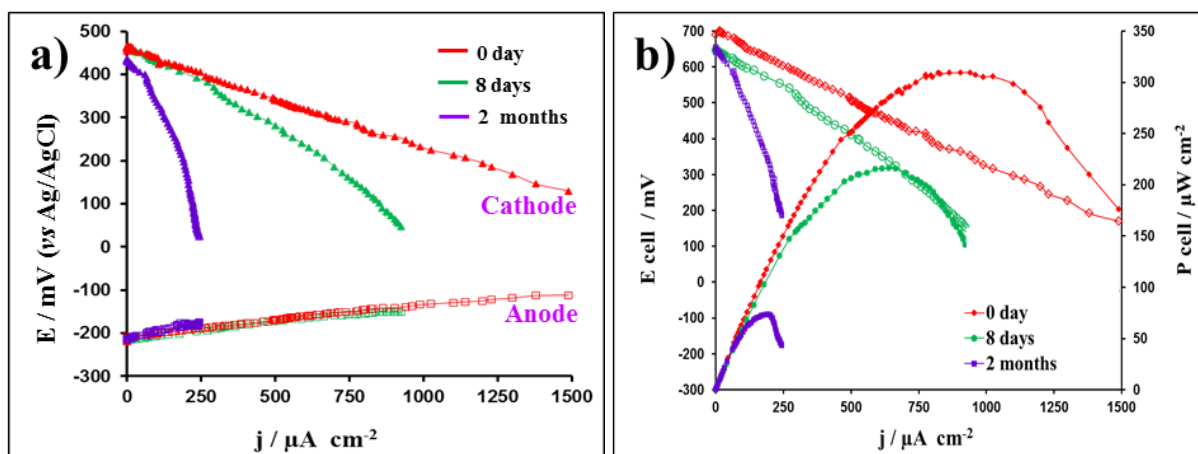 a)
500
400
300
200
100
0
-100
-200
-300
E / mV (vs Ag/AgCl)
0 day
8 days
2 months
Cathode
Anode
0 250 500 750 1000 1250 1500
j / µA cm-2
b)
700
600
500
400
300
200
100
0
-100
-200
-300
E cell / mV
350
300
250
200
150
100
50
0
P cell / µW cm-2
0 day
8 days
2 months
0 250 500 750 1000 1250 1500
j / µA cm-2